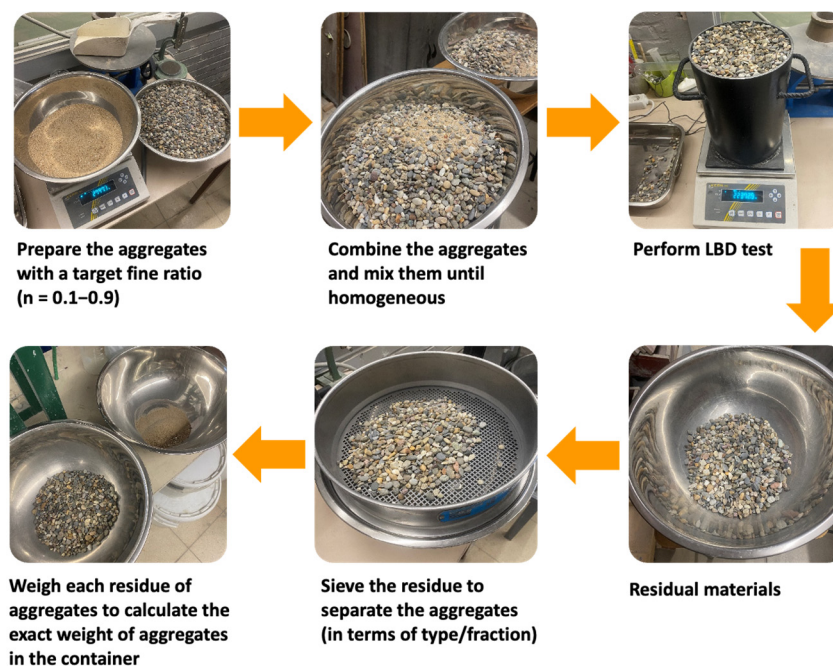 Prepare the aggregates
with a target fine ratio
(n = 0.1–0.9)
Combine the aggregates
and mix them until
homogeneous
Perform LBD test
Residual materials
Sieve the residue to
separate the aggregates
(in terms of type/fraction)
Weigh each residue of
aggregates to calculate the
exact weight of aggregates
in the container